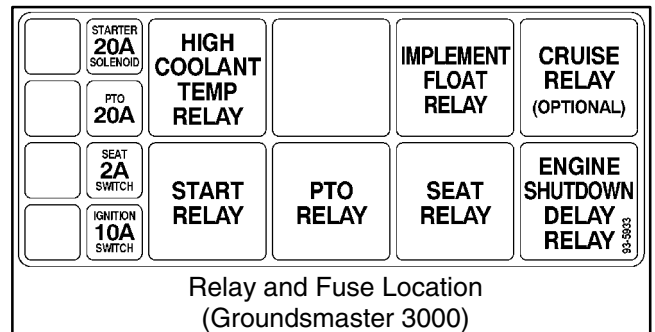 STARTER
20A
SOLENOID
PTO
20A
SEAT
2A
SWITCH
IGNITION
10A
SWITCH
HIGH
COOLANT
TEMP
RELAY
IMPLEMENT
FLOAT
RELAY
CRUISE
RELAY
(OPTIONAL)
START
RELAY
PTO
RELAY
SEAT
RELAY
ENGINE
SHUTDOWN
DELAY
RELAY
93-5933
Relay and Fuse Location
(Groundsmaster 3000)